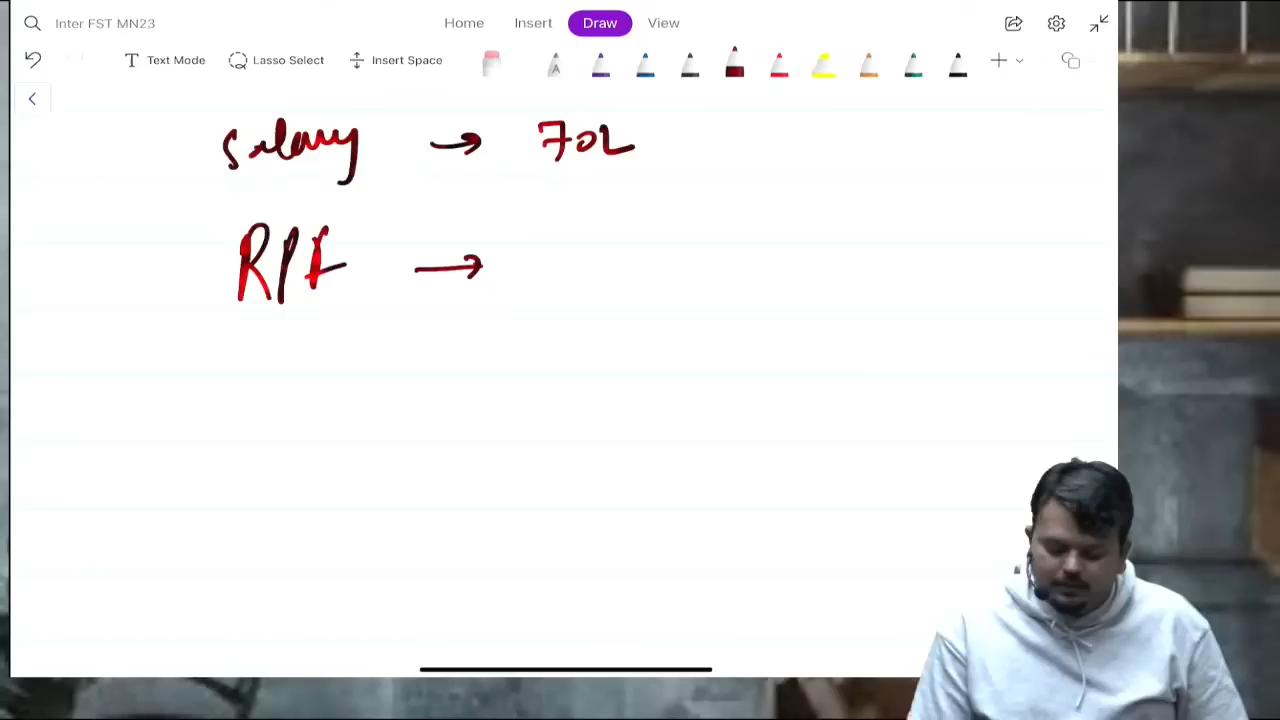 Inter FST MN23 Home Insert Draw View
Text Mode Lasso Select Insert Space
A
Salary → 70L
RPF →